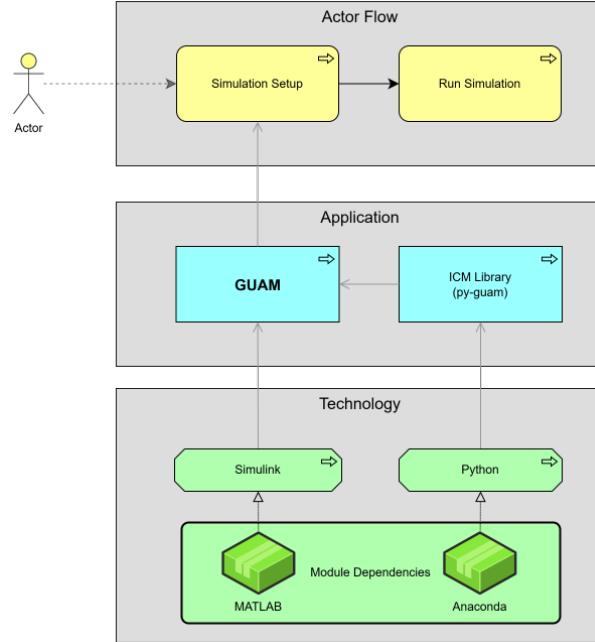 Actor Flow
Simulation Setup
Run Simulation
Actor
Application
GUAM
ICM Library
(py-guam)
Technology
Simulink
Python
Module Dependencies
MATLAB
Anaconda